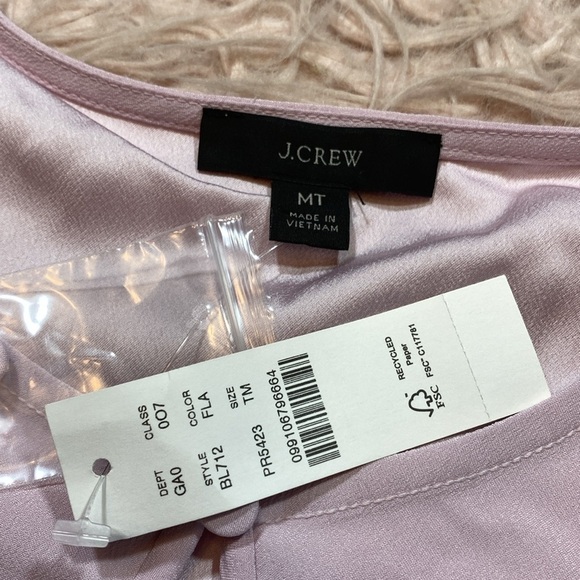 J.CREW
MT
MADE IN
VIETNAM
DEPT CLASS
GA0 0O7
STYLE COLOR SIZE
BL712 FLA TM
PR5423
099106796664
RECYCLED
Paper
FSC FSC® C117781